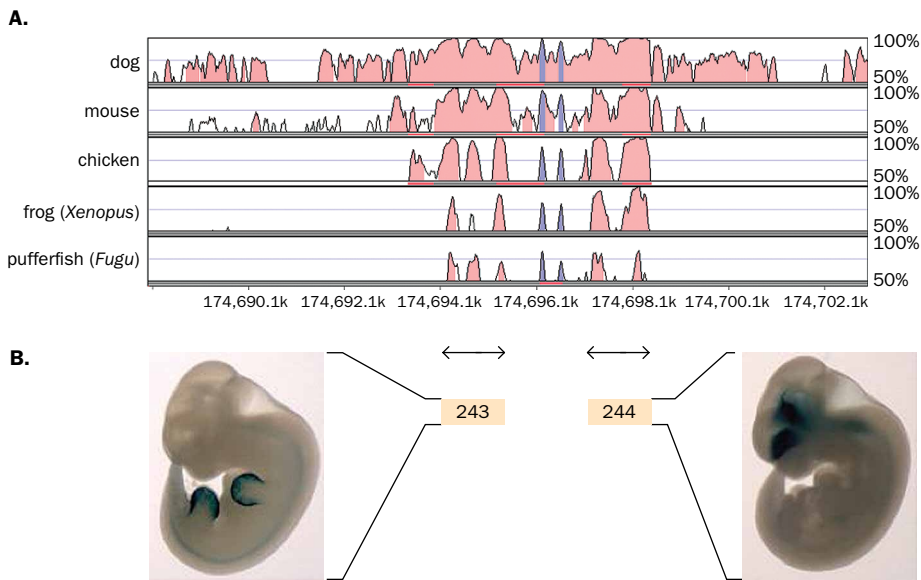 A.
dog
100%
50%
mouse
100%
50%
chicken
100%
50%
frog (Xenopus)
100%
50%
pufferfish (Fugu)
100%
50%
174,690.1k 174,692.1k 174,694.1k 174,696.1k 174,698.1k 174,700.1k 174,702.1k
B.
243 244